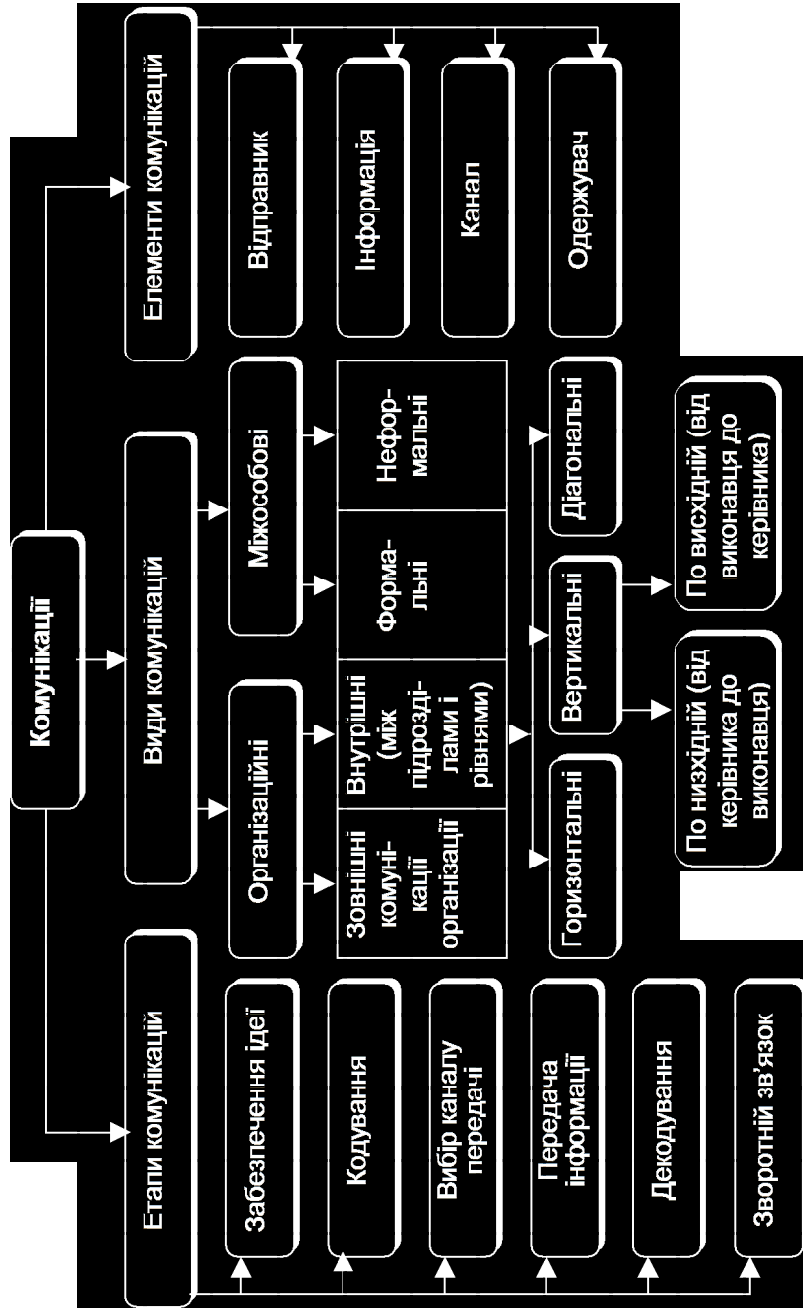 Комунікації
Етапи комунікацій
Забезпечення ідеї
Кодування
Вибір каналу
передачі
Передача
інформації
Декодування
Зворотній зв’язок
Види комунікацій
Організаційні
Зовнішні
комуні-
кації
організації
Внутрішні
(між
підрозді-
лами і
рівнями)
Міжособові
Форма-
льні
Нефор-
мальні
Горизонтальні
Вертикальні
Діагональні
По низхідній (від
керівника до
виконавця)
По висхідній (від
виконавця до
керівника)
Елементи комунікацій
Відправник
Інформація
Канал
Одержувач